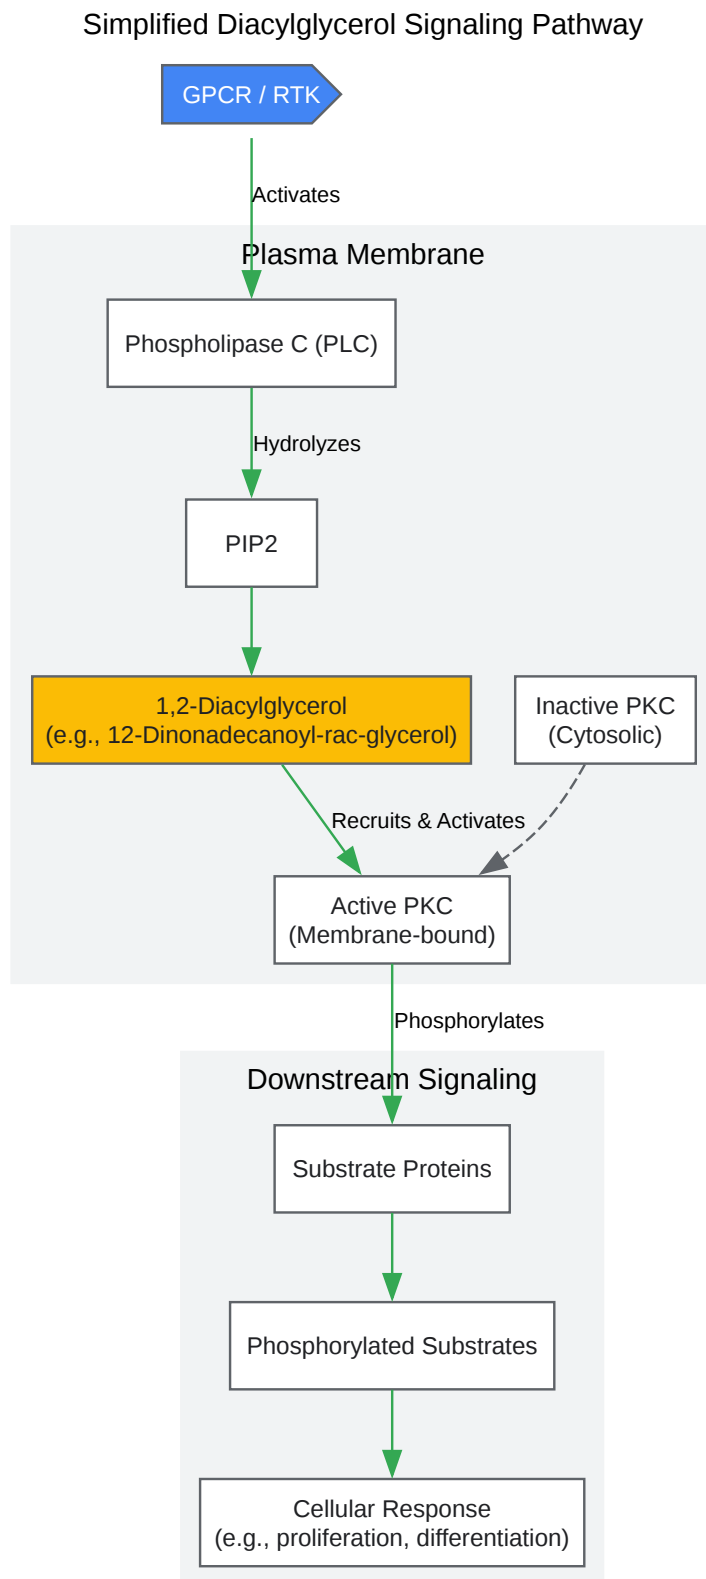 Simplified Diacylglycerol Signaling Pathway
GPCR / RTK
Activates
Plasma Membrane
Phospholipase C (PLC)
Hydrolyzes
PIP2
1,2-Diacylglycerol
(e.g., 12-Dinonadecanoyl-rac-glycerol)
Inactive PKC
(Cytosolic)
Recruits & Activates
Active PKC
(Membrane-bound)
Phosphorylates
Downstream Signaling
Substrate Proteins
Phosphorylated Substrates
Cellular Response
(e.g., proliferation, differentiation)